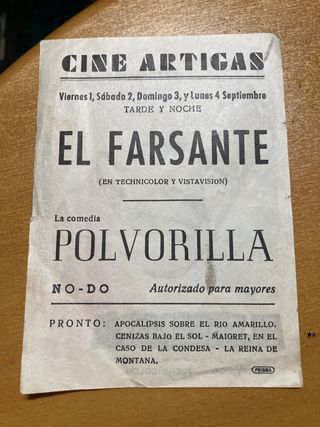 CINE ARTIGAS
Viernes 1, Sábado 2, Domingo 3, y Lunes 4 Septiembre
TARDE Y NOCHE
EL FARSANTE
(EN TECHNICOLOR Y VISTAVISION)
La comedia
POLVORILLA
NO-DO Autorizado para mayores
PRONTO: APOCALIPSIS SOBRE EL RIO AMARILLO.
CENIZAS BAJO EL SOL - MAIGRET, EN EL
CASO DE LA CONDESA - LA REINA DE
MONTANA,
PRISMA